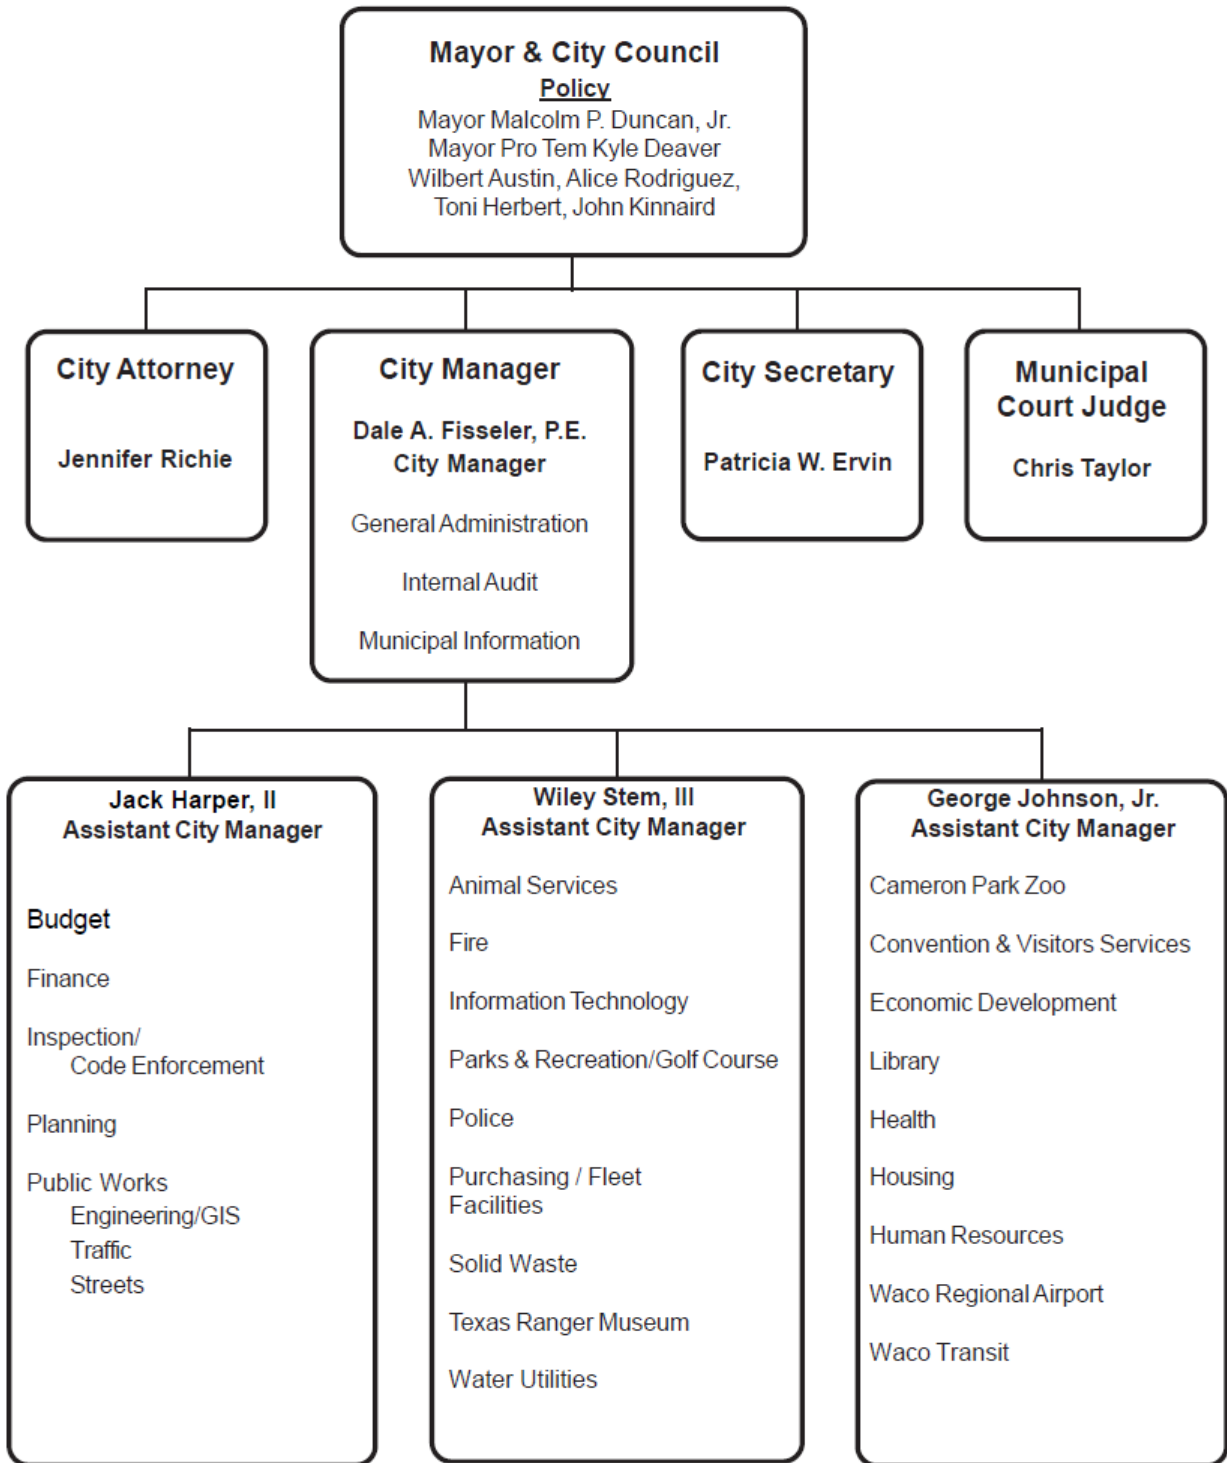 Mayor & City Council
Policy
Mayor Malcolm P. Duncan, Jr.
Mayor Pro Tem Kyle Deaver
Wilbert Austin, Alice Rodriguez,
Toni Herbert, John Kinnaird
City Attorney
Jennifer Richie
City Manager
Dale A. Fisseler, P.E.
City Manager
General Administration
Internal Audit
Municipal Information
City Secretary
Patricia W. Ervin
Municipal
Court Judge
Chris Taylor
Jack Harper, II
Assistant City Manager
Budget
Finance
Inspection/
Code Enforcement
Planning
Public Works
Engineering/GIS
Traffic
Streets
Wiley Stem, III
Assistant City Manager
Animal Services
Fire
Information Technology
Parks & Recreation/Golf Course
Police
Purchasing / Fleet
Facilities
Solid Waste
Texas Ranger Museum
Water Utilities
George Johnson, Jr.
Assistant City Manager
Cameron Park Zoo
Convention & Visitors Services
Economic Development
Library
Health
Housing
Human Resources
Waco Regional Airport
Waco Transit